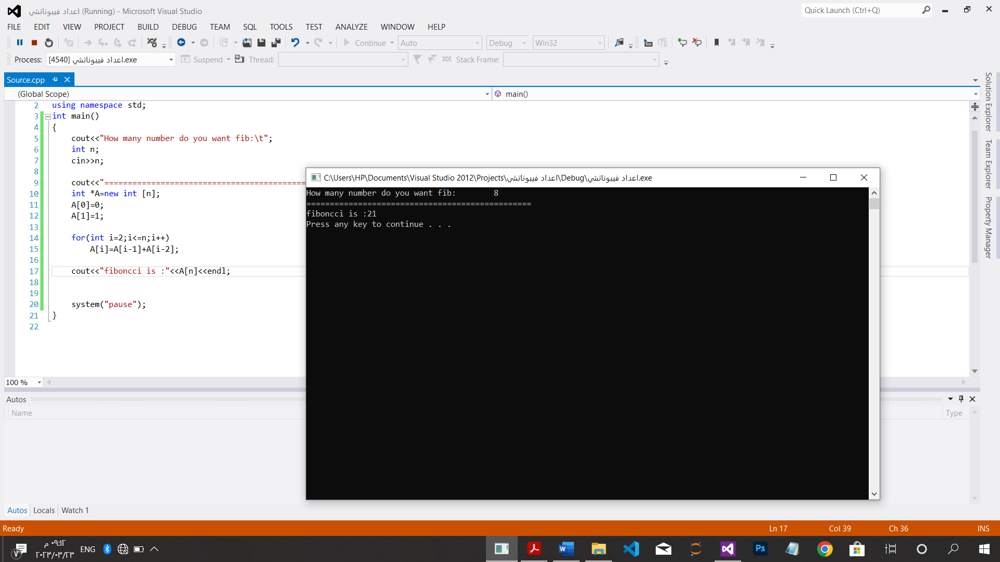 اعداد فيبوناتشي (Running) - Microsoft Visual Studio
Quick Launch (Ctrl+Q)
FILE EDIT VIEW PROJECT BUILD DEBUG TEAM SQL TOOLS TEST ANALYZE WINDOW HELP
Continue Auto Debug Win32
Process: [4540] اعداد فيبوناتشي.exe Suspend Thread: Stack Frame:
Source.cpp
(Global Scope) main()
2 using namespace std;
3 int main()
4 {
5 cout<<"How many number do you want fib:\t";
6 int n;
7 cin>>n;
8
9 cout<<"===========================================
10 int *A=new int [n];
11 A[0]=0;
12 A[1]=1;
13
14 for(int i=2;i<=n;i++)
15 A[i]=A[i-1]+A[i-2];
16
17 cout<<"fiboncci is :"<<A[n]<<endl;
18
19
20 system("pause");
21 }
22
100 %
C:\Users\HP\Documents\Visual Studio 2012\Projects\اعداد فيبوناتشي\Debug\اعداد فيبوناتشي.exe
How many number do you want fib: 8
================================================
fiboncci is :21
Press any key to continue . . .
Solution Explorer
Team Explorer
Property Manager
Autos
Name Type
Autos Locals Watch 1
Ready Ln 17 Col 39 Ch 36 INS
٠٩:١٢ م
٢٠٢٣/٠٣/٢٣
ENG
٧
Ps